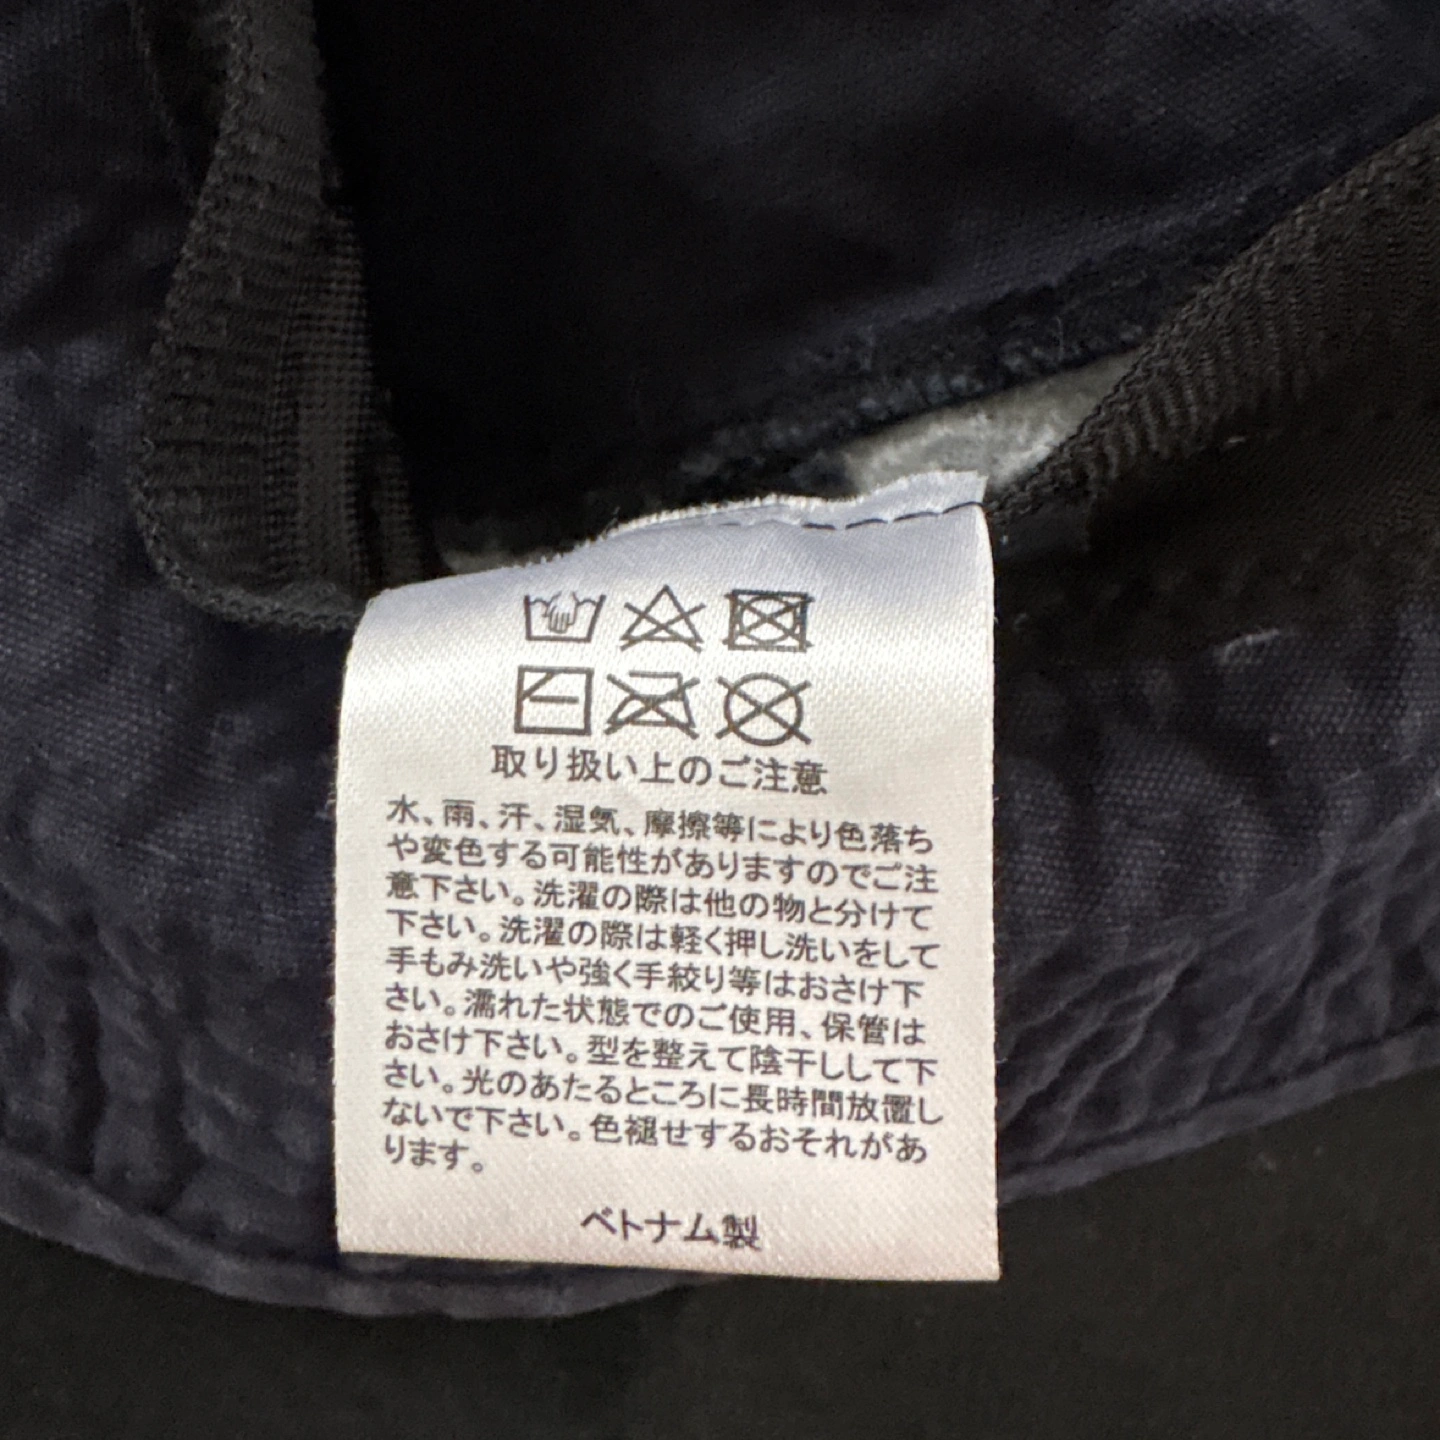 取り扱い上のご注意
水、雨、汗、湿気、摩擦等により色落ち
や変色する可能性がありますのでご注
意下さい。洗濯の際は他の物と分けて
下さい。洗濯の際は軽く押し洗いをして
手もみ洗いや強く手絞り等はおさけ下
さい。濡れた状態でのご使用、保管は
おさけ下さい。型を整えて陰干しして下
さい。光のあたるところに長時間放置し
ないで下さい。色褪せするおそれがあ
ります。
ベトナム製